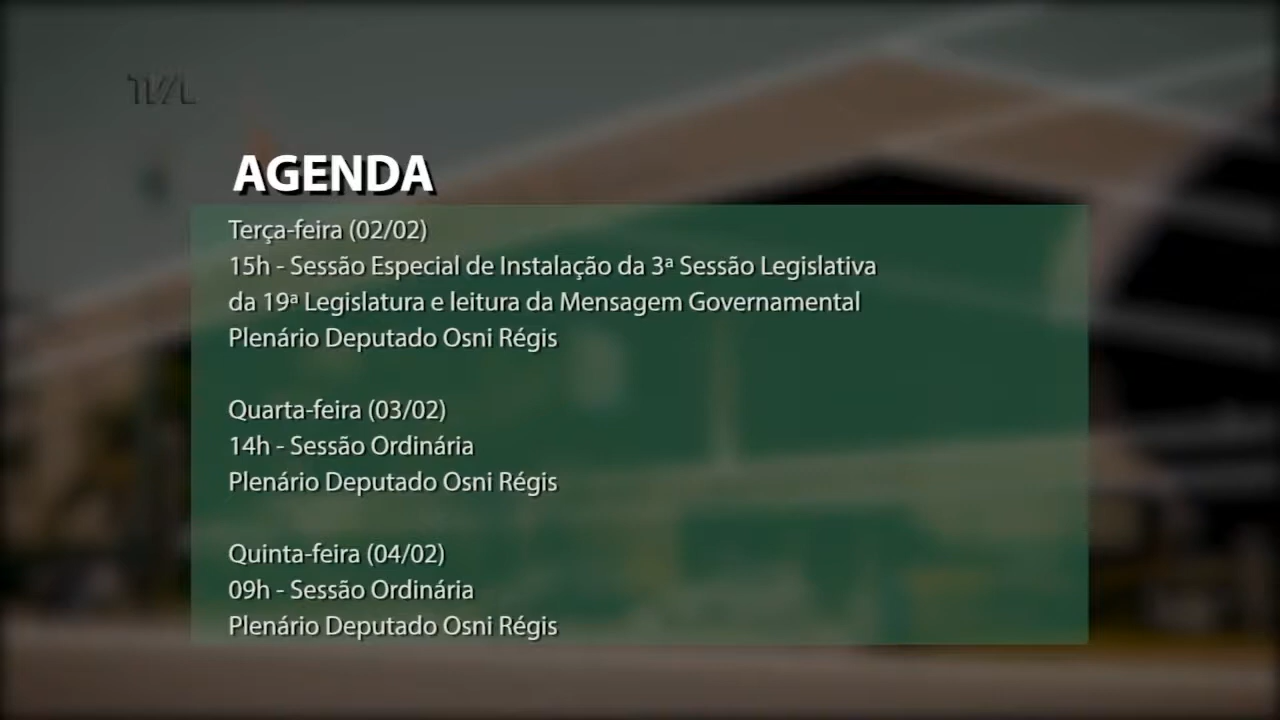 TVAL
AGENDA
Terça-feira (02/02)
15h - Sessão Especial de Instalação da 3ª Sessão Legislativa
da 19ª Legislatura e leitura da Mensagem Governamental
Plenário Deputado Osni Régis
Quarta-feira (03/02)
14h - Sessão Ordinária
Plenário Deputado Osni Régis
Quinta-feira (04/02)
09h - Sessão Ordinária
Plenário Deputado Osni Régis